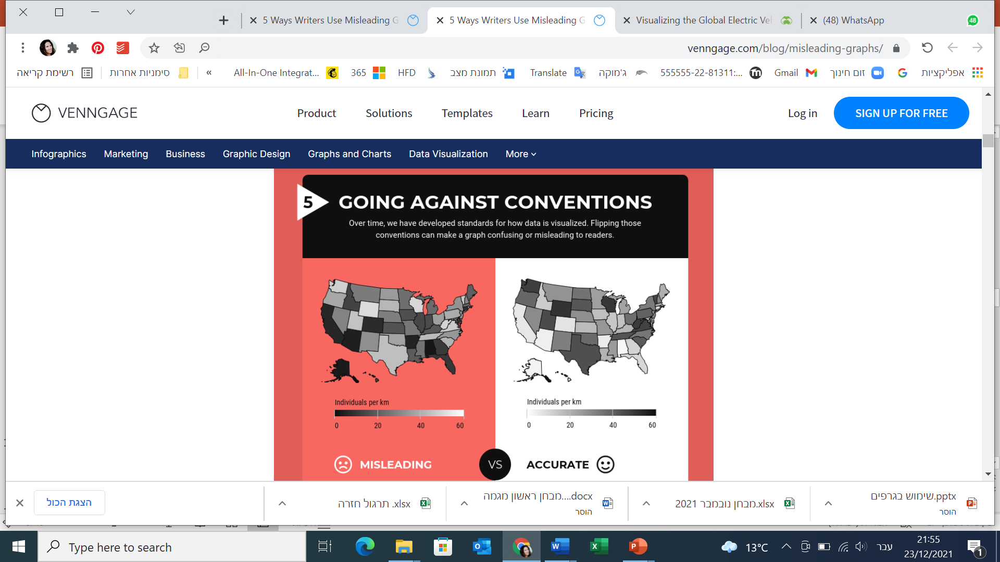 5 Ways Writers Use Misleading G
5 Ways Writers Use Misleading G
Visualizing the Global Electric Veh
(48) WhatsApp
48
venngage.com/blog/misleading-graphs/
רשימת קריאה
סימניות אחרות
«
All-In-One Integrat...
365
HFD
תמונת מצב
Translate
ג'מוקה
555555-22-81311:...
Gmail
זום חינוך
אפליקציות
VENNGAGE
Product
Solutions
Templates
Learn
Pricing
Log in
SIGN UP FOR FREE
Infographics
Marketing
Business
Graphic Design
Graphs and Charts
Data Visualization
More
5
GOING AGAINST CONVENTIONS
Over time, we have developed standards for how data is visualized. Flipping those
conventions can make a graph confusing or misleading to readers.
Individuals per km
0 20 40 60
MISLEADING
VS
Individuals per km
0 20 40 60
ACCURATE
הצגת הכול
תרגול חזרה .xlsx
מבחן ראשון מגמה....docx
הוסר
מבחן נובמבר 2021.xlsx
שימוש בגרפים.pptx
הוסר
Type here to search
13°C
עבר
21:55
23/12/2021
1